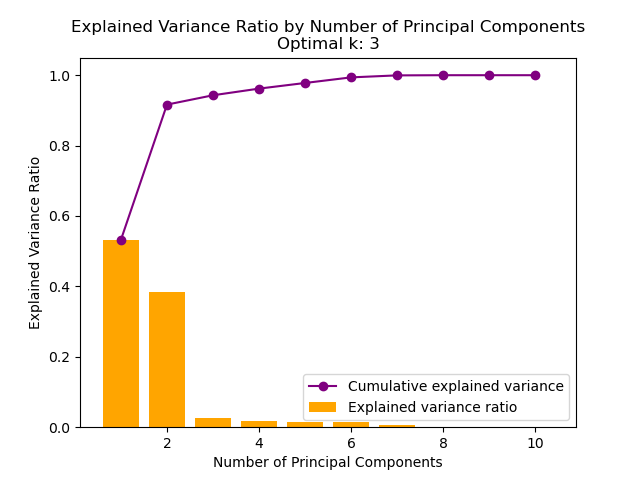 Explained Variance Ratio by Number of Principal Components
Optimal k: 3
Explained Variance Ratio
1.0
0.8
0.6
0.4
0.2
0.0
Cumulative explained variance
Explained variance ratio
2
4
6
8
10
Number of Principal Components